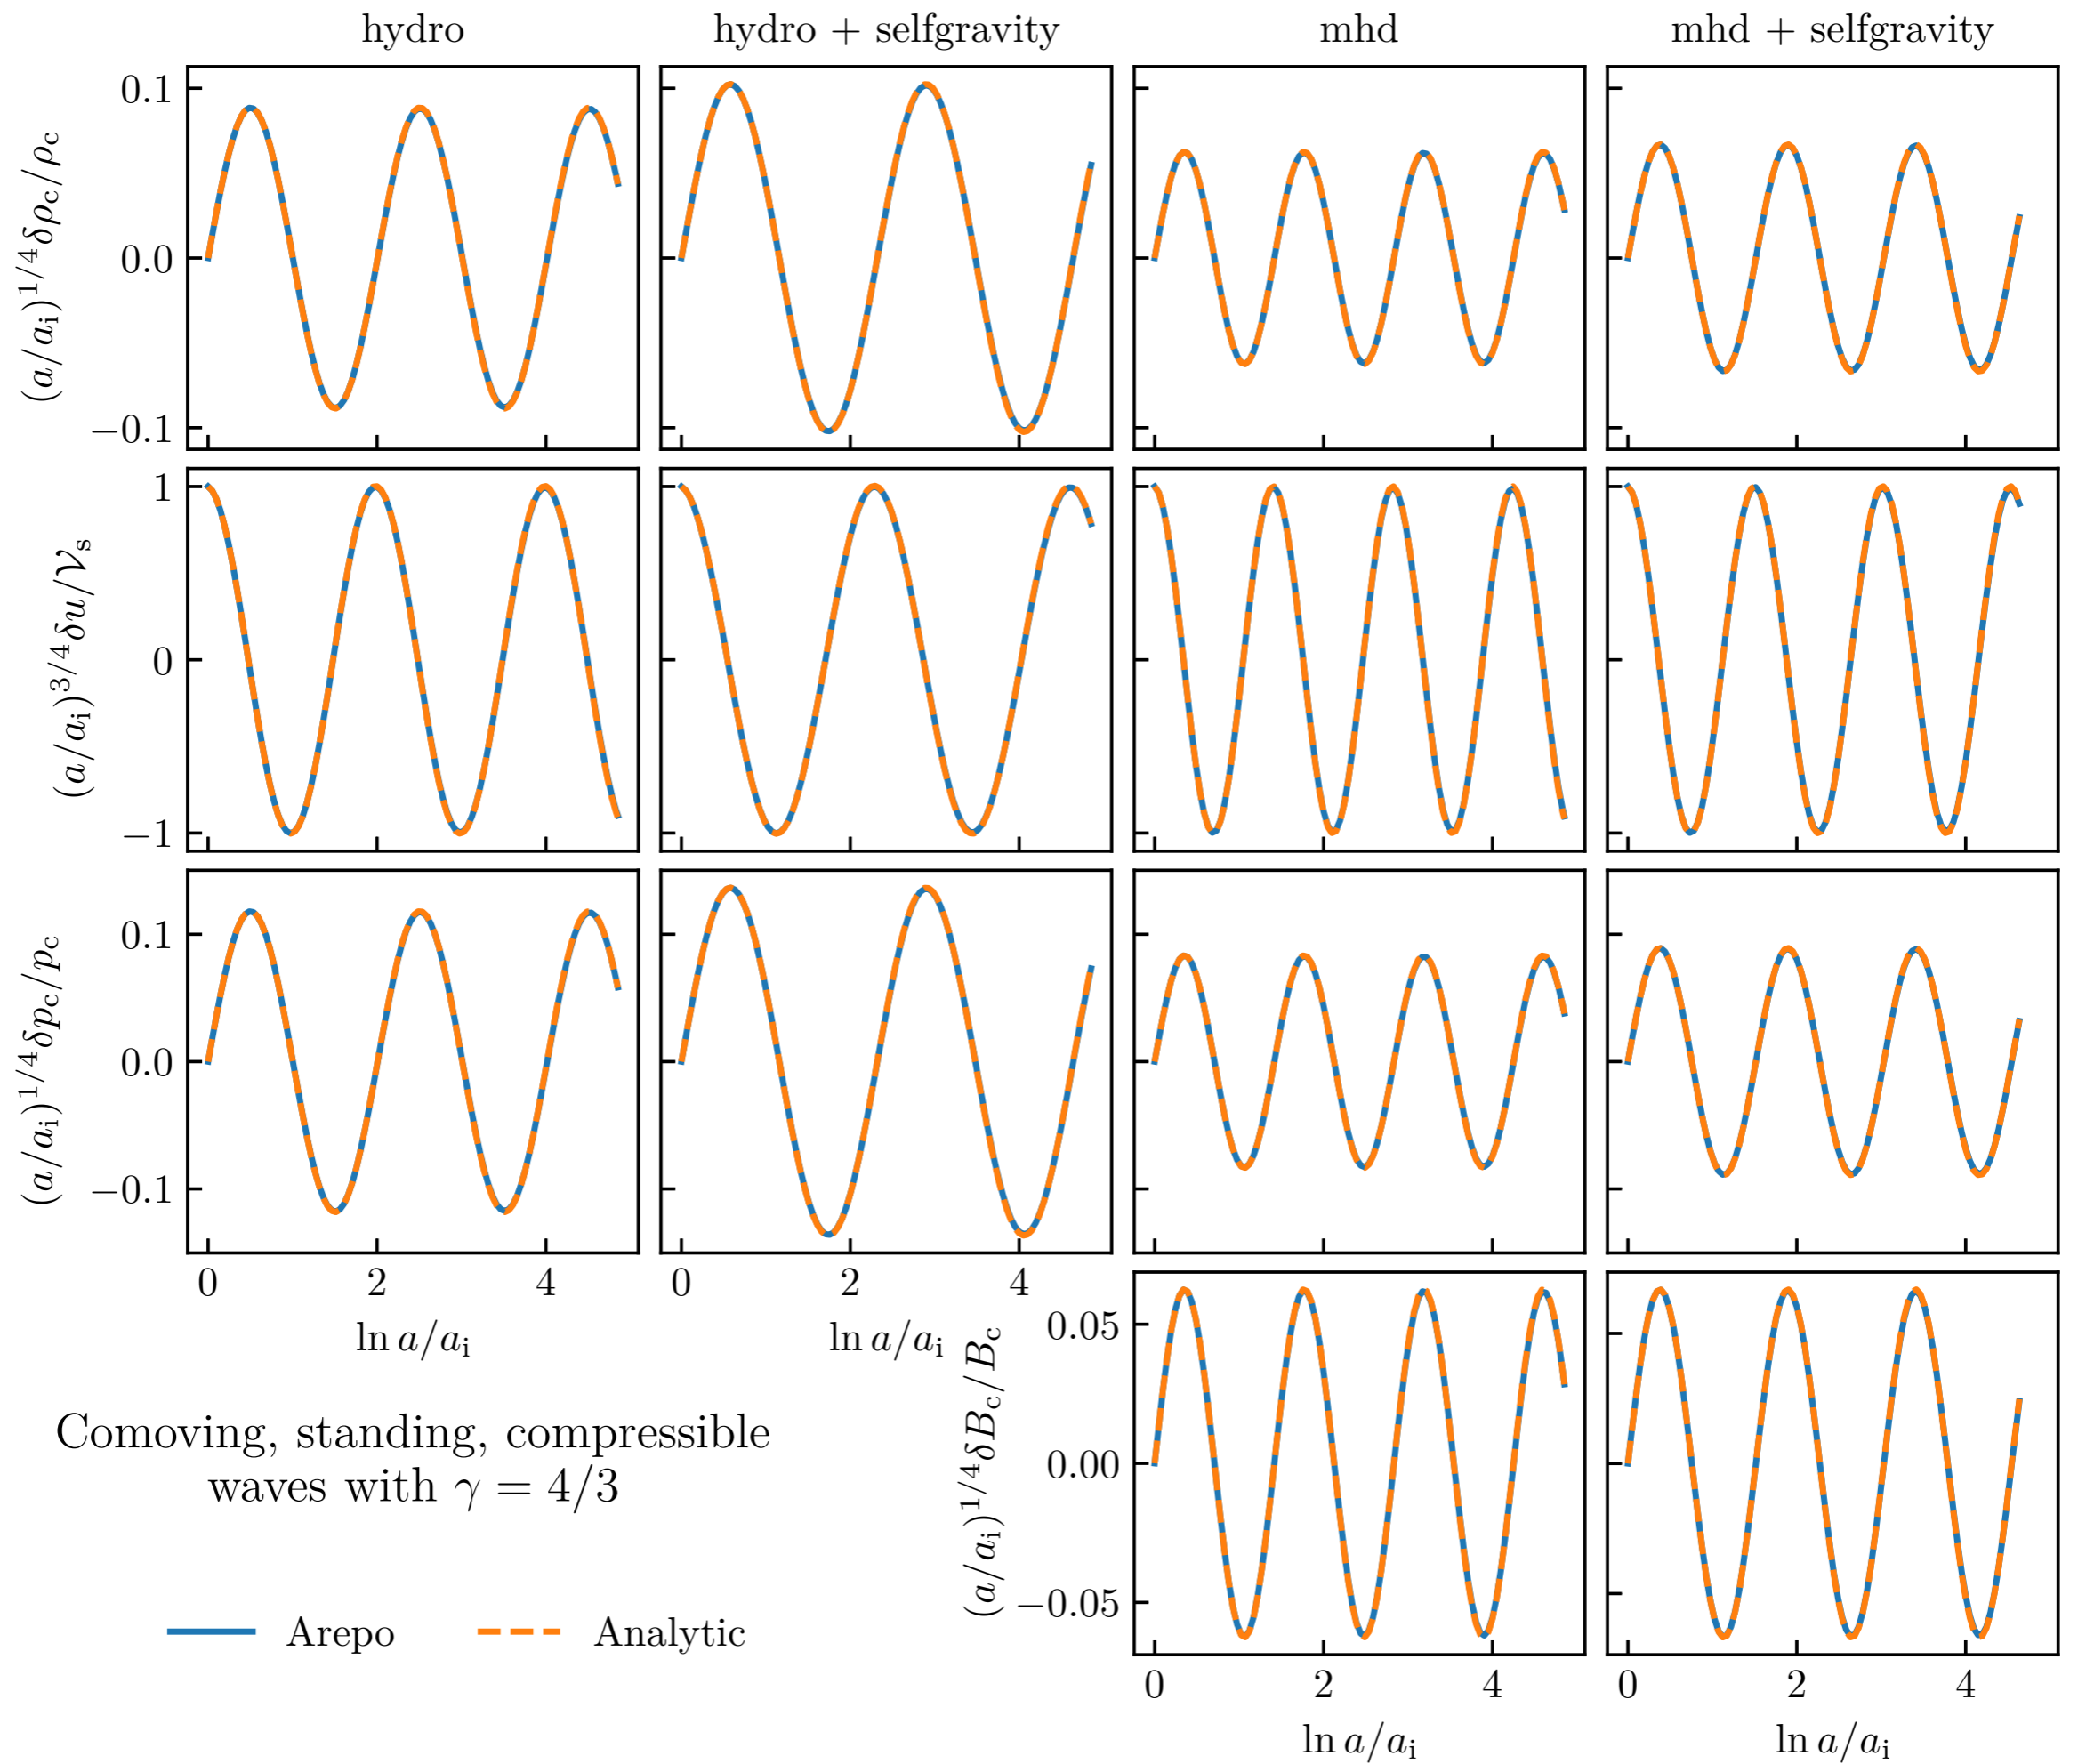 hydro
hydro + selfgravity
mhd
mhd + selfgravity
(a/a_i)^{1/4} δρ_c/ρ_c
0.1
0.0
−0.1
(a/a_i)^{3/4} δu/𝒱_s
1
0
−1
(a/a_i)^{1/4} δp_c/p_c
0.1
0.0
−0.1
0 2 4
ln a/a_i
0 2 4
ln a/a_i
(a/a_i)^{1/4} δB_c/B_c
0.05
0.00
−0.05
0 2 4
ln a/a_i
0 2 4
ln a/a_i
Comoving, standing, compressible
waves with γ = 4/3
Arepo
Analytic